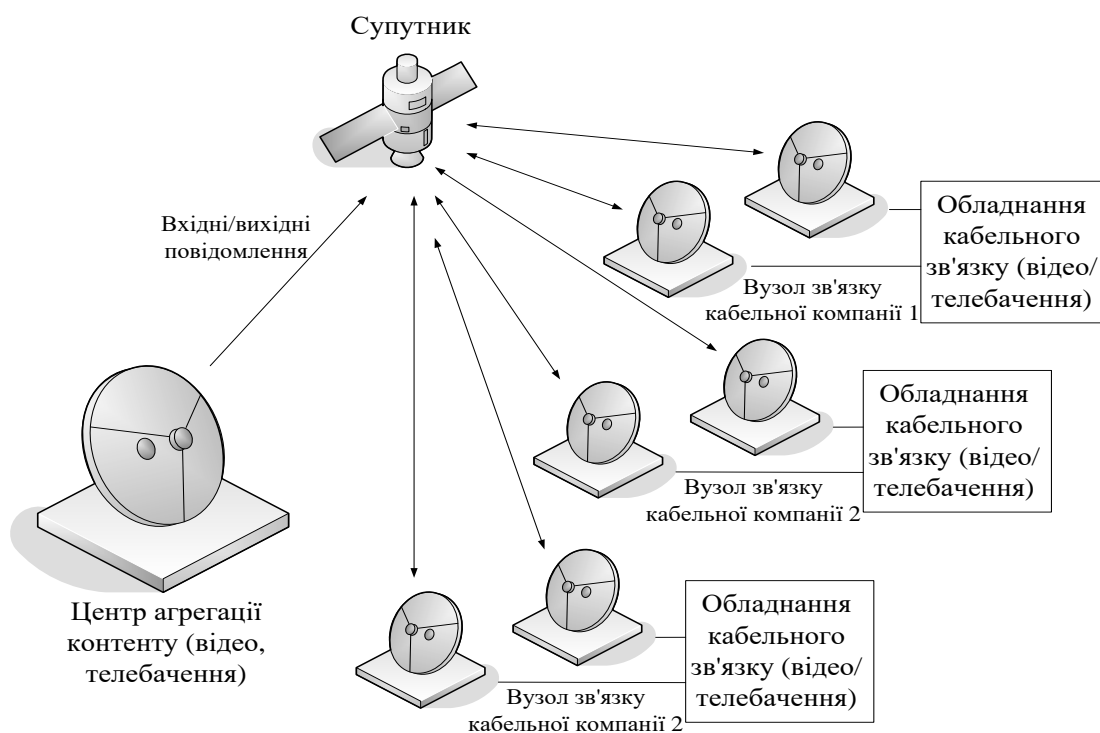 Супутник
Вхідні/вихідні
повідомлення
Обладнання
кабельного
зв'язку (відео/
телебачення)
Вузол зв'язку
кабельної компанії 1
Обладнання
кабельного
зв'язку (відео/
телебачення)
Вузол зв'язку
кабельної компанії 2
Центр агрегації
контенту (відео,
телебачення)
Обладнання
кабельного
зв'язку (відео/
телебачення)
Вузол зв'язку
кабельної компанії 2